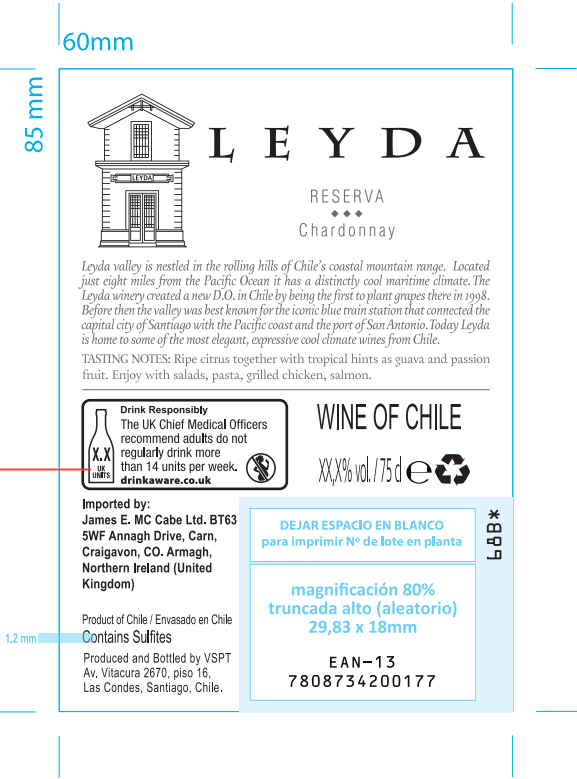 60mm
85 mm
LEYDA
LEYDA
RESERVA
Chardonnay
Leyda valley is nestled in the rolling hills of Chile's coastal mountain range. Located
just eight miles from the Pacific Ocean it has a distinctly cool maritime climate. The
Leyda winery created a new D.O. in Chile by being the first to plant grapes there in 1998.
Before then the valley was best known for the iconic blue train station that connected the
capital city of Santiago with the Pacific coast and the port of San Antonio. Today Leyda
is home to some of the most elegant, expressive cool climate wines from Chile.
TASTING NOTES: Ripe citrus together with tropical hints as guava and passion
fruit. Enjoy with salads, pasta, grilled chicken, salmon.
X.X
UK
UNITS
Drink Responsibly
The UK Chief Medical Officers
recommend adults do not
regularly drink more
than 14 units per week.
drinkaware.co.uk
WINE OF CHILE
XX,X% vol. / 75 cl e
Imported by:
James E. MC Cabe Ltd. BT63
5WF Annagh Drive, Carn,
Craigavon, CO. Armagh,
Northern Ireland (United
Kingdom)
Product of Chile / Envasado en Chile
1.2 mm
Contains Sulfites
Produced and Bottled by VSPT
Av. Vitacura 2670, piso 16,
Las Condes, Santiago, Chile.
DEJAR ESPACIO EN BLANCO
para imprimir Nº de lote en planta
L8B*
magnificación 80%
truncada alto (aleatorio)
29,83 x 18mm
EAN-13
7808734200177